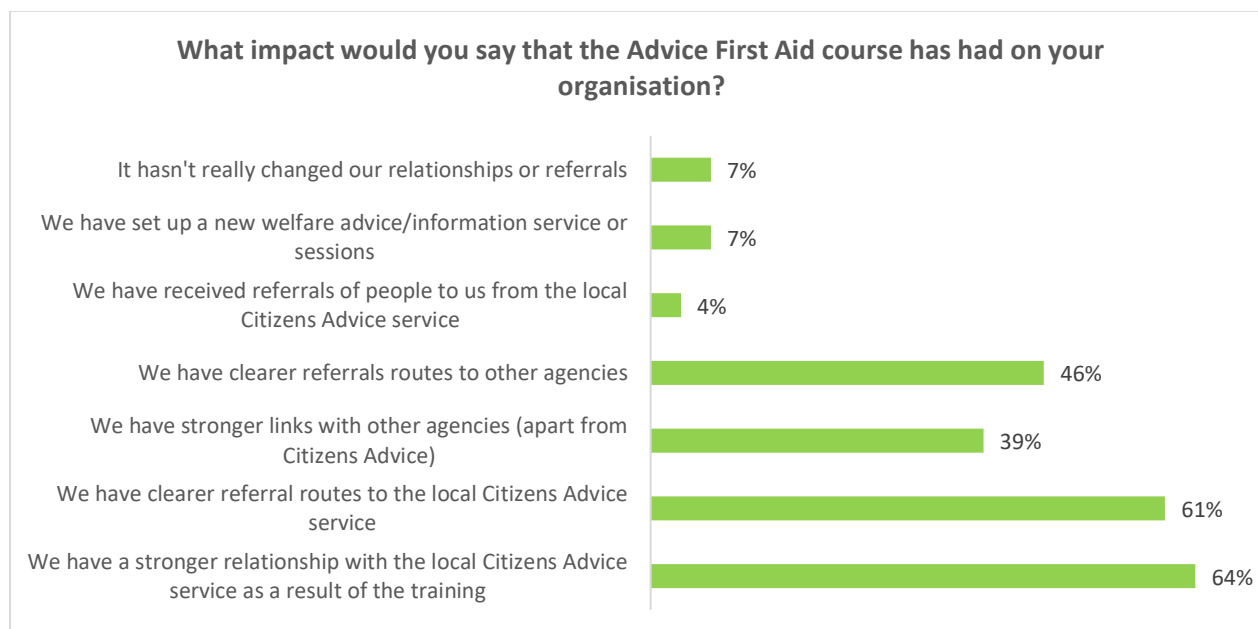 What impact would you say that the Advice First Aid course has had on your
organisation?
It hasn't really changed our relationships or referrals
7%
We have set up a new welfare advice/information service or
sessions
7%
We have received referrals of people to us from the local
Citizens Advice service
4%
We have clearer referrals routes to other agencies
46%
We have stronger links with other agencies (apart from
Citizens Advice)
39%
We have clearer referral routes to the local Citizens Advice
service
61%
We have a stronger relationship with the local Citizens Advice
service as a result of the training
64%